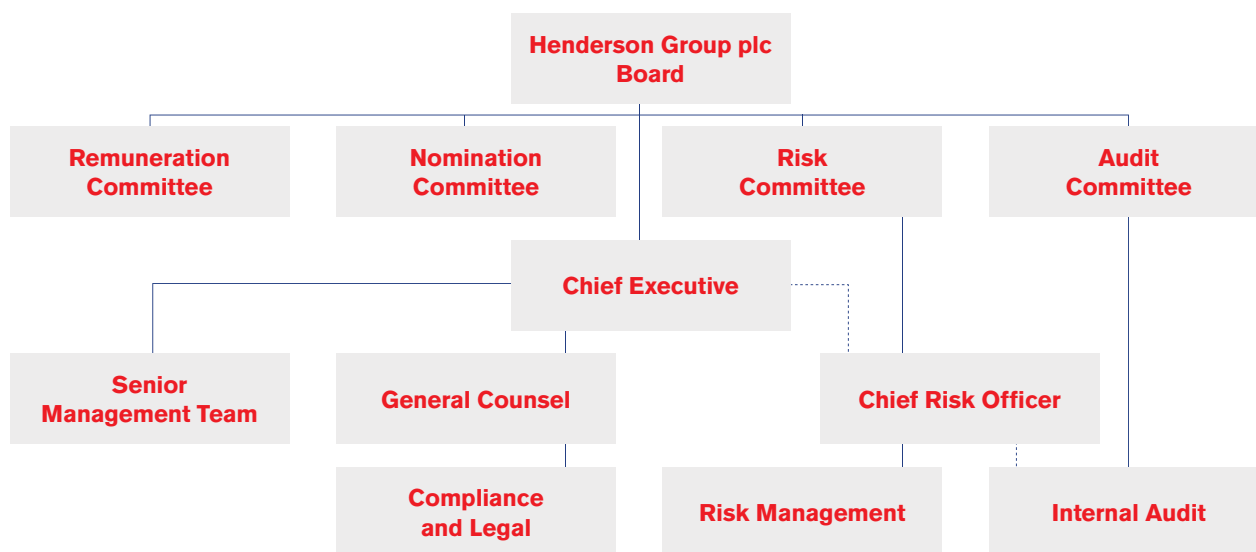 Henderson Group plc
Board
Remuneration
Committee
Nomination
Committee
Risk
Committee
Audit
Committee
Chief Executive
Senior
Management Team
General Counsel
Chief Risk Officer
Compliance
and Legal
Risk Management
Internal Audit